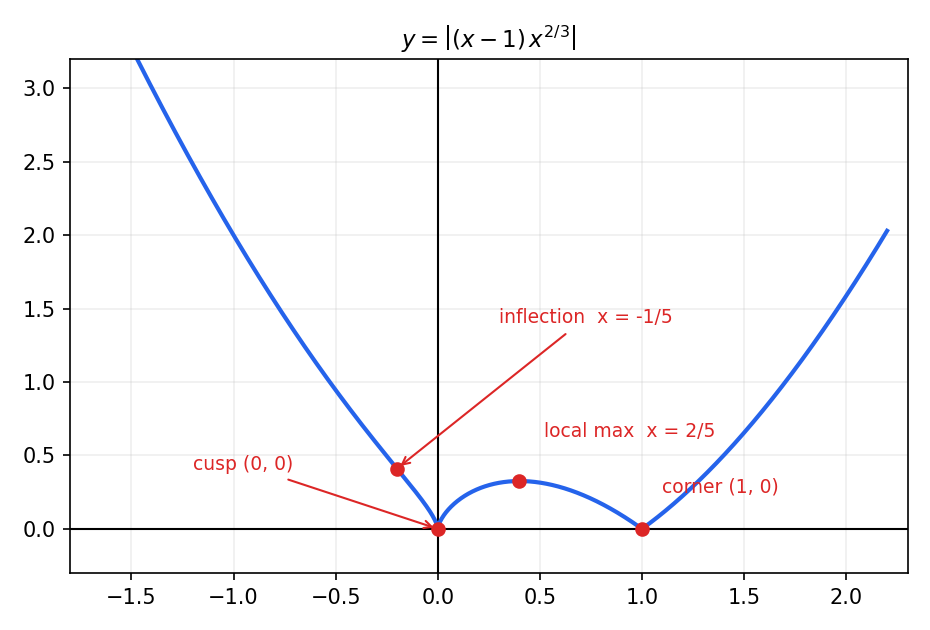 y = |(x − 1) x^{2/3}|
3.0
2.5
2.0
1.5
inflection  x = -1/5
1.0
local max  x = 2/5
0.5
cusp (0, 0)
corner (1, 0)
0.0
−1.5 −1.0 −0.5 0.0 0.5 1.0 1.5 2.0